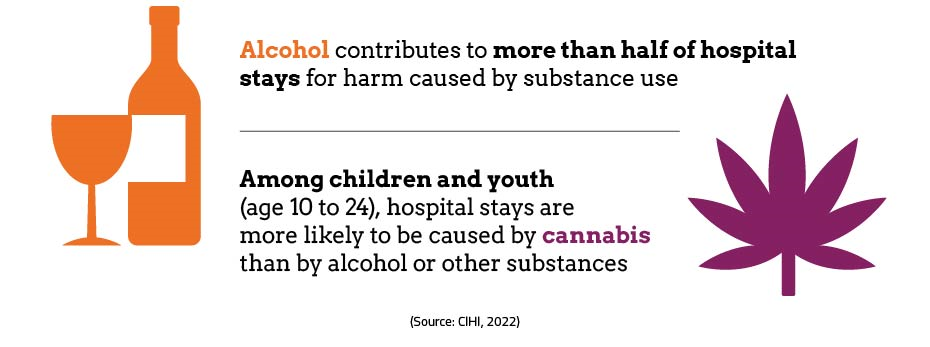 Alcohol contributes to more than half of hospital
stays for harm caused by substance use
Among children and youth
(age 10 to 24), hospital stays are
more likely to be caused by cannabis
than by alcohol or other substances
(Source: CIHI, 2022)